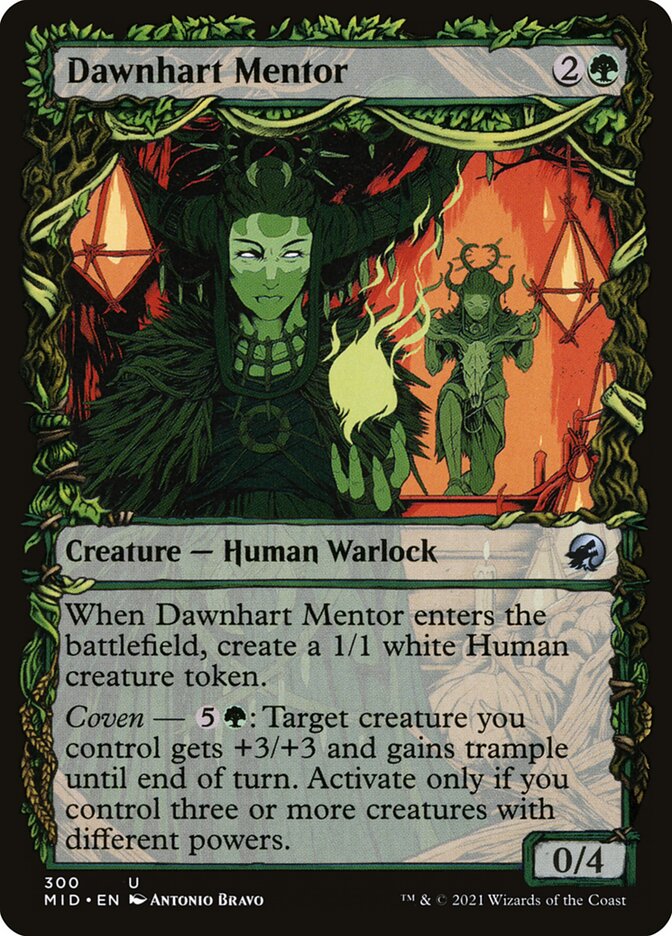 Dawnhart Mentor 2
Creature — Human Warlock
When Dawnhart Mentor enters the
battlefield, create a 1/1 white Human
creature token.
Coven — 5: Target creature you
control gets +3/+3 and gains trample
until end of turn. Activate only if you
control three or more creatures with
different powers.
0/4
300 U
MID • EN Antonio Bravo
™ & © 2021 Wizards of the Coast